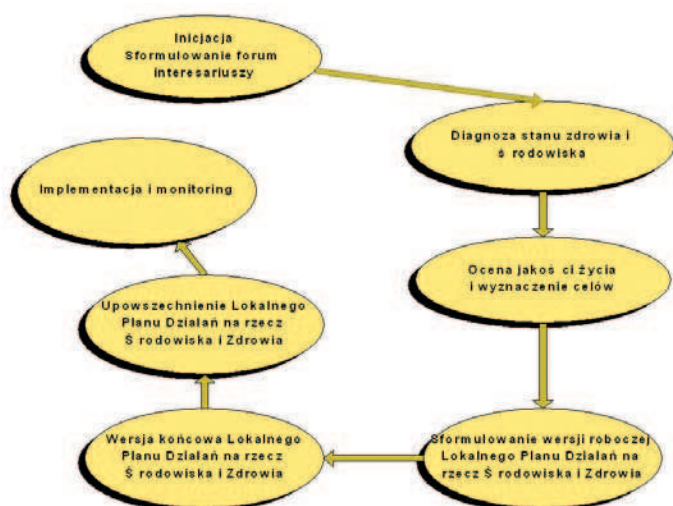 Inicjacja
Sformułowanie forum
interesariuszy
Diagnoza stanu zdrowia i
ś rodowiska
Ocena jakoś ci życia
i wyznaczenie celów
Sformułowanie wersji roboczej
Lokalnego Planu Działań na
rzecz Ś rodowiska i Zdrowia
Wersja końcowa Lokalnego
Planu Działań na rzecz
Ś rodowiska i Zdrowia
Upowszechnienie Lokalnego
Planu Działań na rzecz
Ś rodowiska i Zdrowia
Implementacja i monitoring